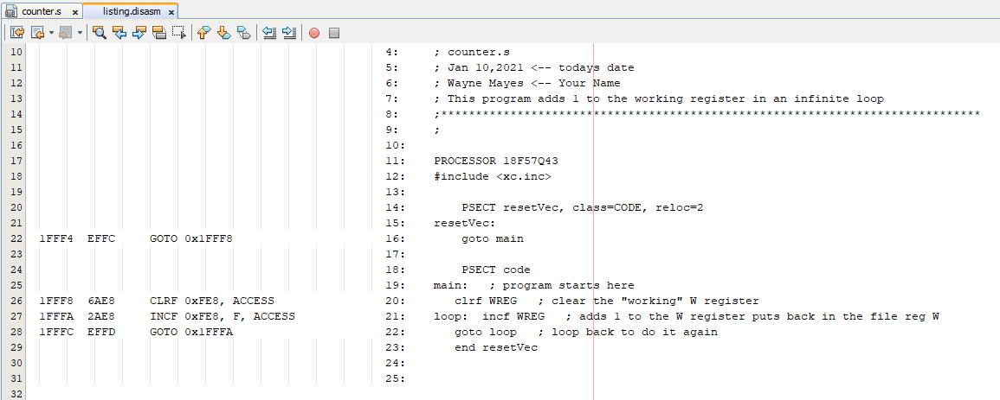 counter.s x listing.disasm x
10 4: ; counter.s
11 5: ; Jan 10,2021 <-- todays date
12 6: ; Wayne Mayes <-- Your Name
13 7: ; This program adds 1 to the working register in an infinite loop
14 8: ;******************************************************************************
15 9: ;
16 10:
17 11: PROCESSOR 18F57Q43
18 12: #include <xc.inc>
19 13:
20 14: PSECT resetVec, class=CODE, reloc=2
21 15: resetVec:
22 1FFF4 EFFC GOTO 0x1FFF8 16: goto main
23 17:
24 18: PSECT code
25 19: main: ; program starts here
26 1FFF8 6AE8 CLRF 0xFE8, ACCESS 20: clrf WREG ; clear the "working" W register
27 1FFFA 2AE8 INCF 0xFE8, F, ACCESS 21: loop: incf WREG ; adds 1 to the W register puts back in the file reg W
28 1FFFC EFFD GOTO 0x1FFFA 22: goto loop ; loop back to do it again
29 23: end resetVec
30 24:
31 25:
32